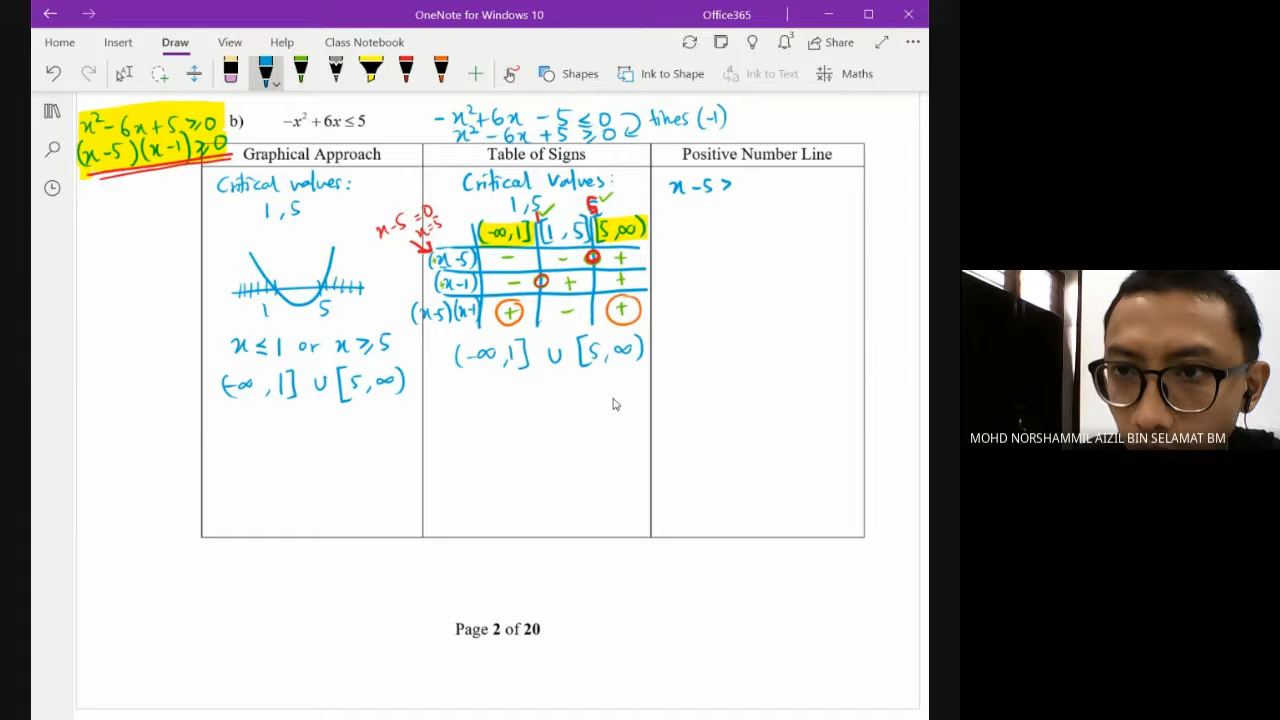 OneNote for Windows 10
Office365
Home Insert Draw View Help Class Notebook
3
Share
Shapes
Ink to Shape
Ink to Text
Maths
x² - 6x + 5 ≥ 0
(x-5)(x-1) ≥ 0
b) −x² + 6x ≤ 5
-x² + 6x - 5 ≤ 0
x² - 6x + 5 ≥ 0
times (-1)
Graphical Approach
Table of Signs
Positive Number Line
Critical values:
1, 5
1 5
x ≤ 1 or x ≥ 5
(-∞, 1] ∪ [5, ∞)
Critical Values:
1, 5
x - 5 = 0
x = 5
(-∞,1] [1, 5] [5,∞)
(x-5) - - +
(x-1) - + +
(x-5)(x-1) + - +
(-∞, 1] ∪ [5, ∞)
x - 5 >
Page 2 of 20
MOHD NORSHAMMIL AIZIL BIN SELAMAT BM